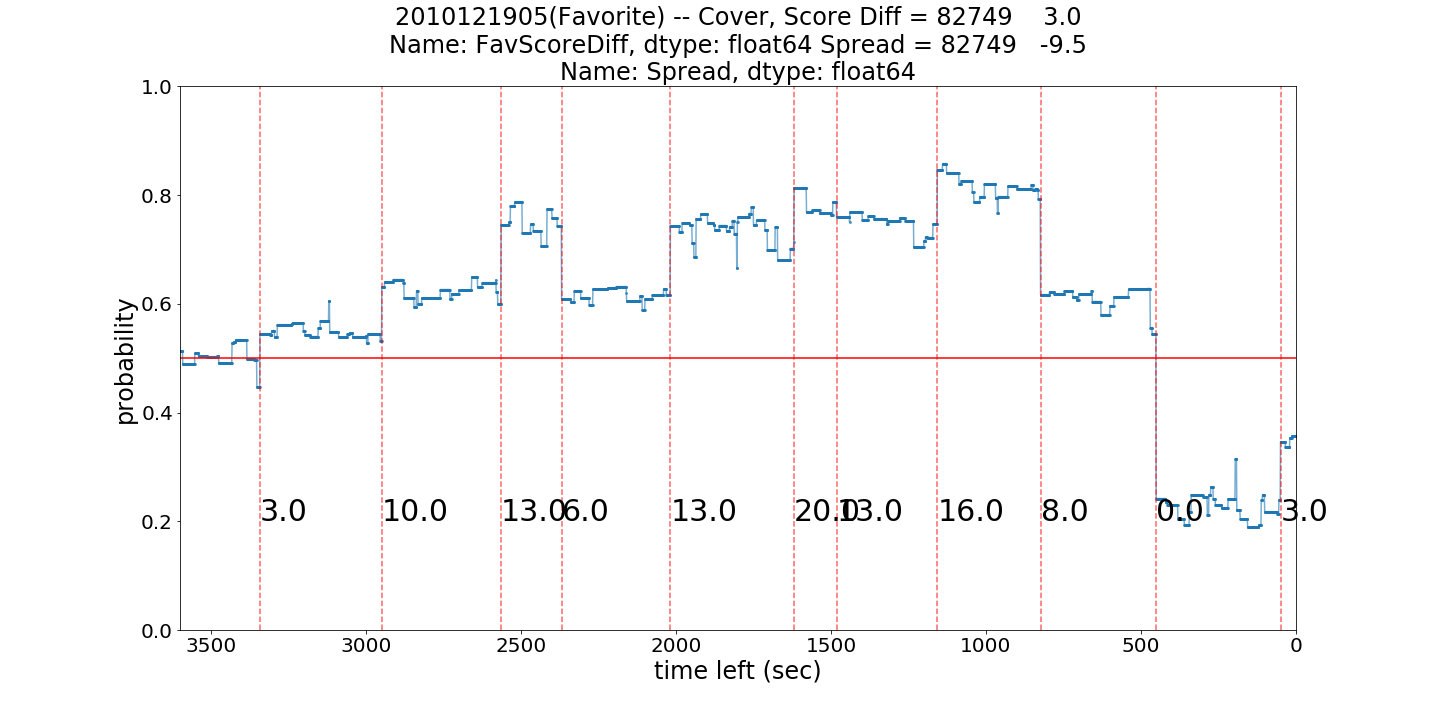 2010121905(Favorite) -- Cover, Score Diff = 82749    3.0
Name: FavScoreDiff, dtype: float64 Spread = 82749   -9.5
Name: Spread, dtype: float64
1.0
0.8
0.6
0.4
0.2
0.0
probability
3.0 10.0 13.0 6.0 13.0 20.0 13.0 16.0 8.0 0.0 3.0
3500 3000 2500 2000 1500 1000 500 0
time left (sec)